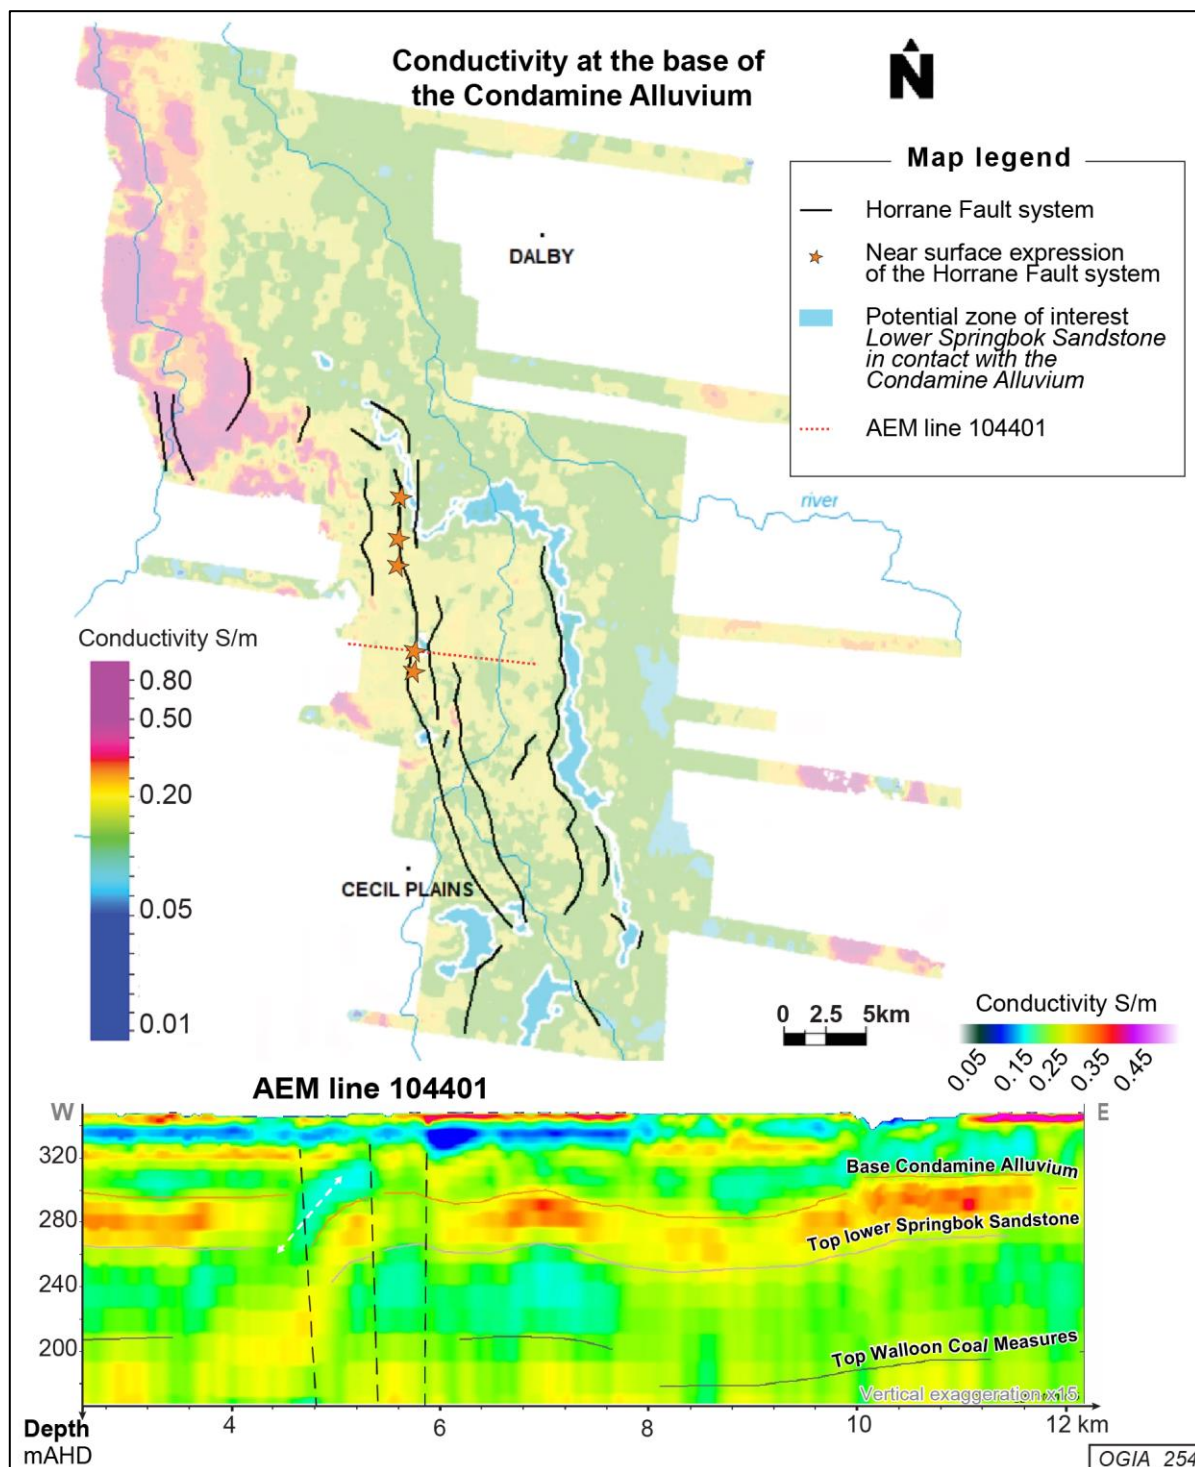 Conductivity at the base of
the Condamine Alluvium
N
Map legend
Horrane Fault system
Near surface expression
of the Horrane Fault system
Potential zone of interest
Lower Springbok Sandstone
in contact with the
Condamine Alluvium
AEM line 104401
DALBY
river
Conductivity S/m
0.80
0.50
0.20
0.05
0.01
CECIL PLAINS
0 2.5 5km
Conductivity S/m
0.05 0.15 0.25 0.35 0.45
AEM line 104401
W E
320
280
240
200
Base Condamine Alluvium
Top lower Springbok Sandstone
Top Walloon Coal Measures
Vertical exaggeration x15
Depth
mAHD
4 6 8 10 12 km
OGIA_254